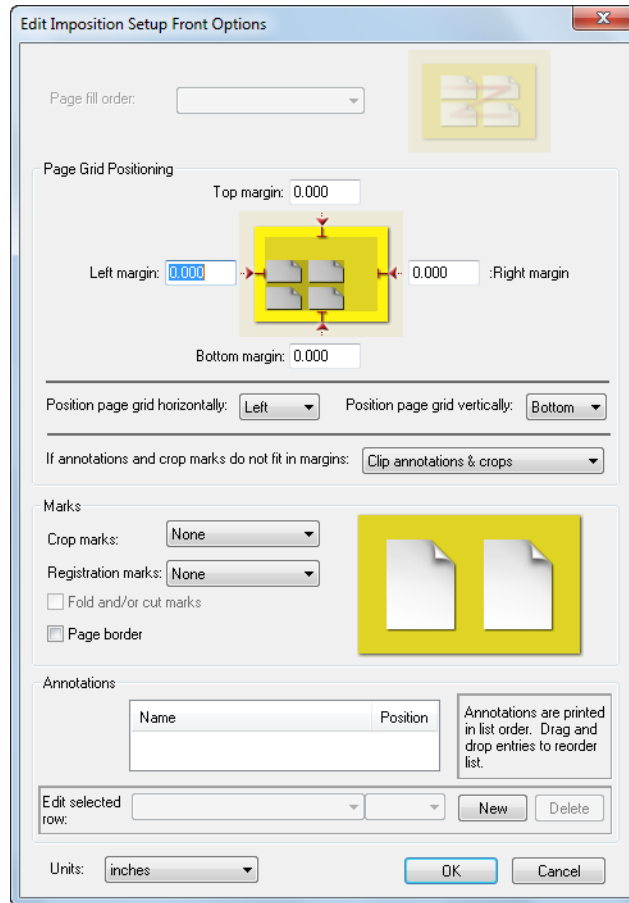 Edit Imposition Setup Front Options
Page fill order:
Page Grid Positioning
Top margin: 0.000
Left margin: 0.000
0.000 :Right margin
Bottom margin: 0.000
Position page grid horizontally: Left Position page grid vertically: Bottom
If annotations and crop marks do not fit in margins: Clip annotations & crops
Marks
Crop marks: None
Registration marks: None
Fold and/or cut marks
Page border
Annotations
Name Position
Annotations are printed
in list order. Drag and
drop entries to reorder
list.
Edit selected
row:
New Delete
Units: inches OK Cancel